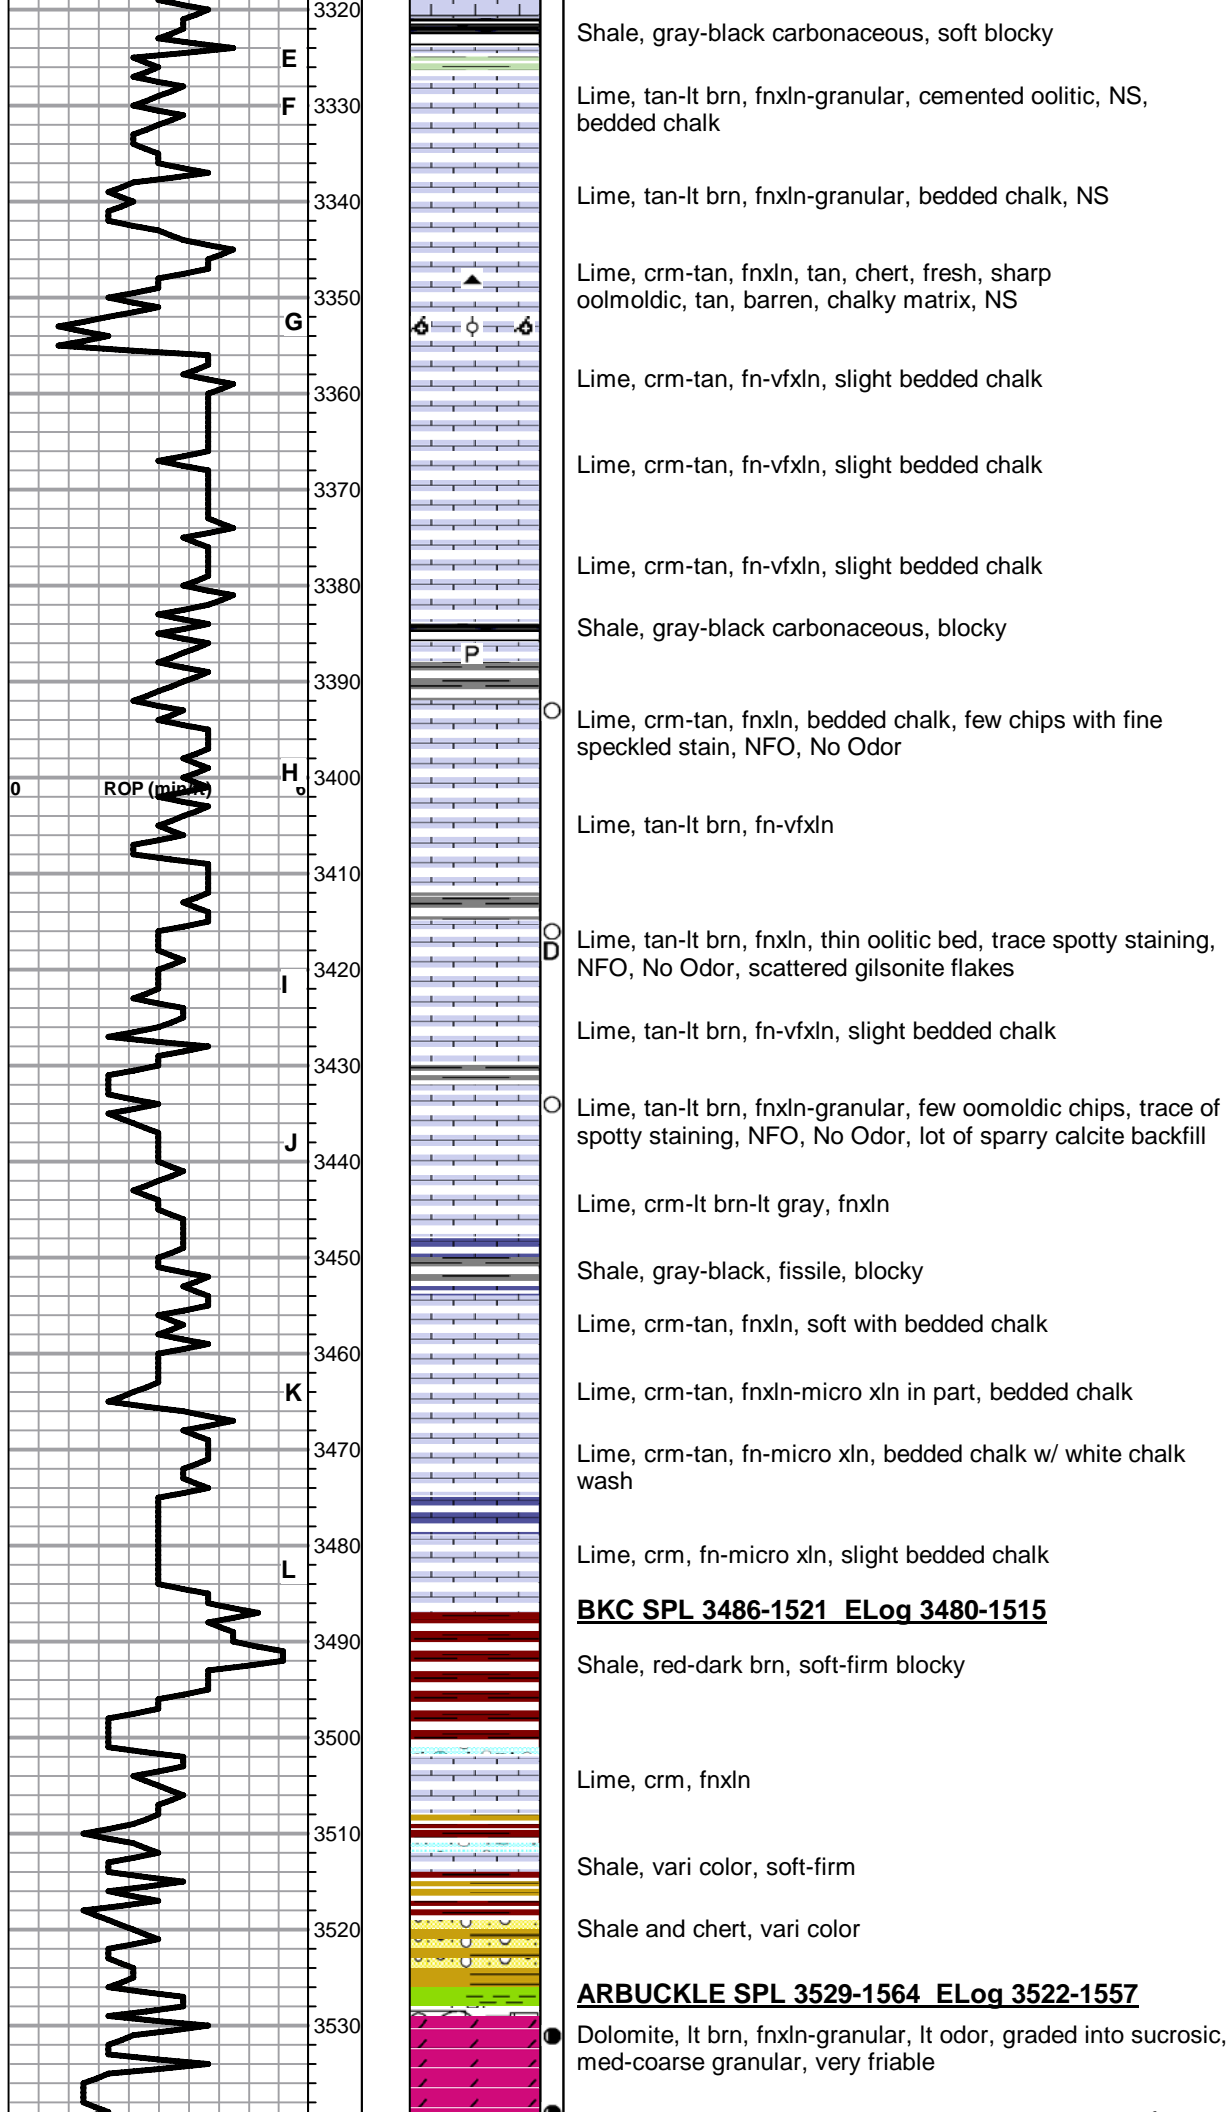 3320
Shale, gray-black carbonaceous, soft blocky
E
F
3330
Lime, tan-lt brn, fnxln-granular, cemented oolitic, NS,
bedded chalk
3340
Lime, tan-lt brn, fnxln-granular, bedded chalk, NS
Lime, crm-tan, fnxln, tan, chert, fresh, sharp
oolmoldic, tan, barren, chalky matrix, NS
3350
G
3360
Lime, crm-tan, fn-vfxln, slight bedded chalk
Lime, crm-tan, fn-vfxln, slight bedded chalk
3370
Lime, crm-tan, fn-vfxln, slight bedded chalk
3380
Shale, gray-black carbonaceous, blocky
P
3390
Lime, crm-tan, fnxln, bedded chalk, few chips with fine
speckled stain, NFO, No Odor
H
3400
0 ROP (min/ft) 6
Lime, tan-lt brn, fn-vfxln
3410
D
Lime, tan-lt brn, fnxln, thin oolitic bed, trace spotty staining,
NFO, No Odor, scattered gilsonite flakes
3420
I
Lime, tan-lt brn, fn-vfxln, slight bedded chalk
3430
Lime, tan-lt brn, fnxln-granular, few oomoldic chips, trace of
spotty staining, NFO, No Odor, lot of sparry calcite backfill
J
3440
Lime, crm-lt brn-lt gray, fnxln
3450
Shale, gray-black, fissile, blocky
Lime, crm-tan, fnxln, soft with bedded chalk
3460
K
Lime, crm-tan, fnxln-micro xln in part, bedded chalk
3470
Lime, crm-tan, fn-micro xln, bedded chalk w/ white chalk
wash
3480
Lime, crm, fn-micro xln, slight bedded chalk
L
BKC SPL 3486-1521 ELog 3480-1515
3490
Shale, red-dark brn, soft-firm blocky
3500
Lime, crm, fnxln
3510
Shale, vari color, soft-firm
3520
Shale and chert, vari color
ARBUCKLE SPL 3529-1564 ELog 3522-1557
3530
Dolomite, lt brn, fnxln-granular, lt odor, graded into sucrosic,
med-coarse granular, very friable